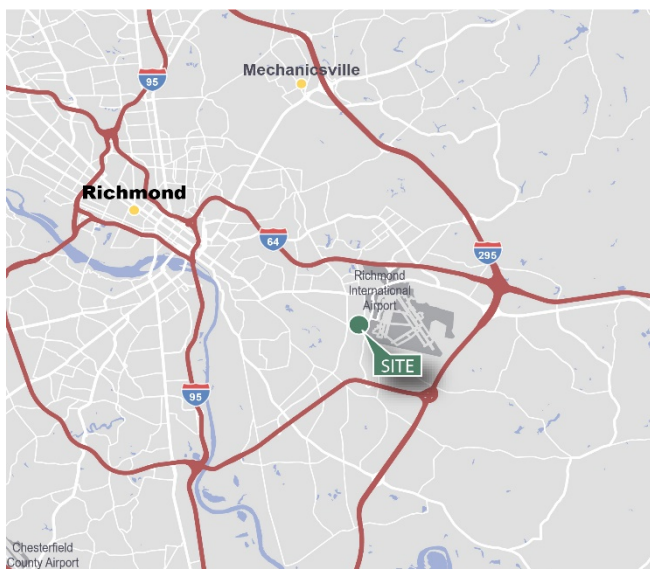 95
Mechanicsville
Richmond
64
295
Richmond
International
Airport
SITE
95
Chesterfield
County Airport